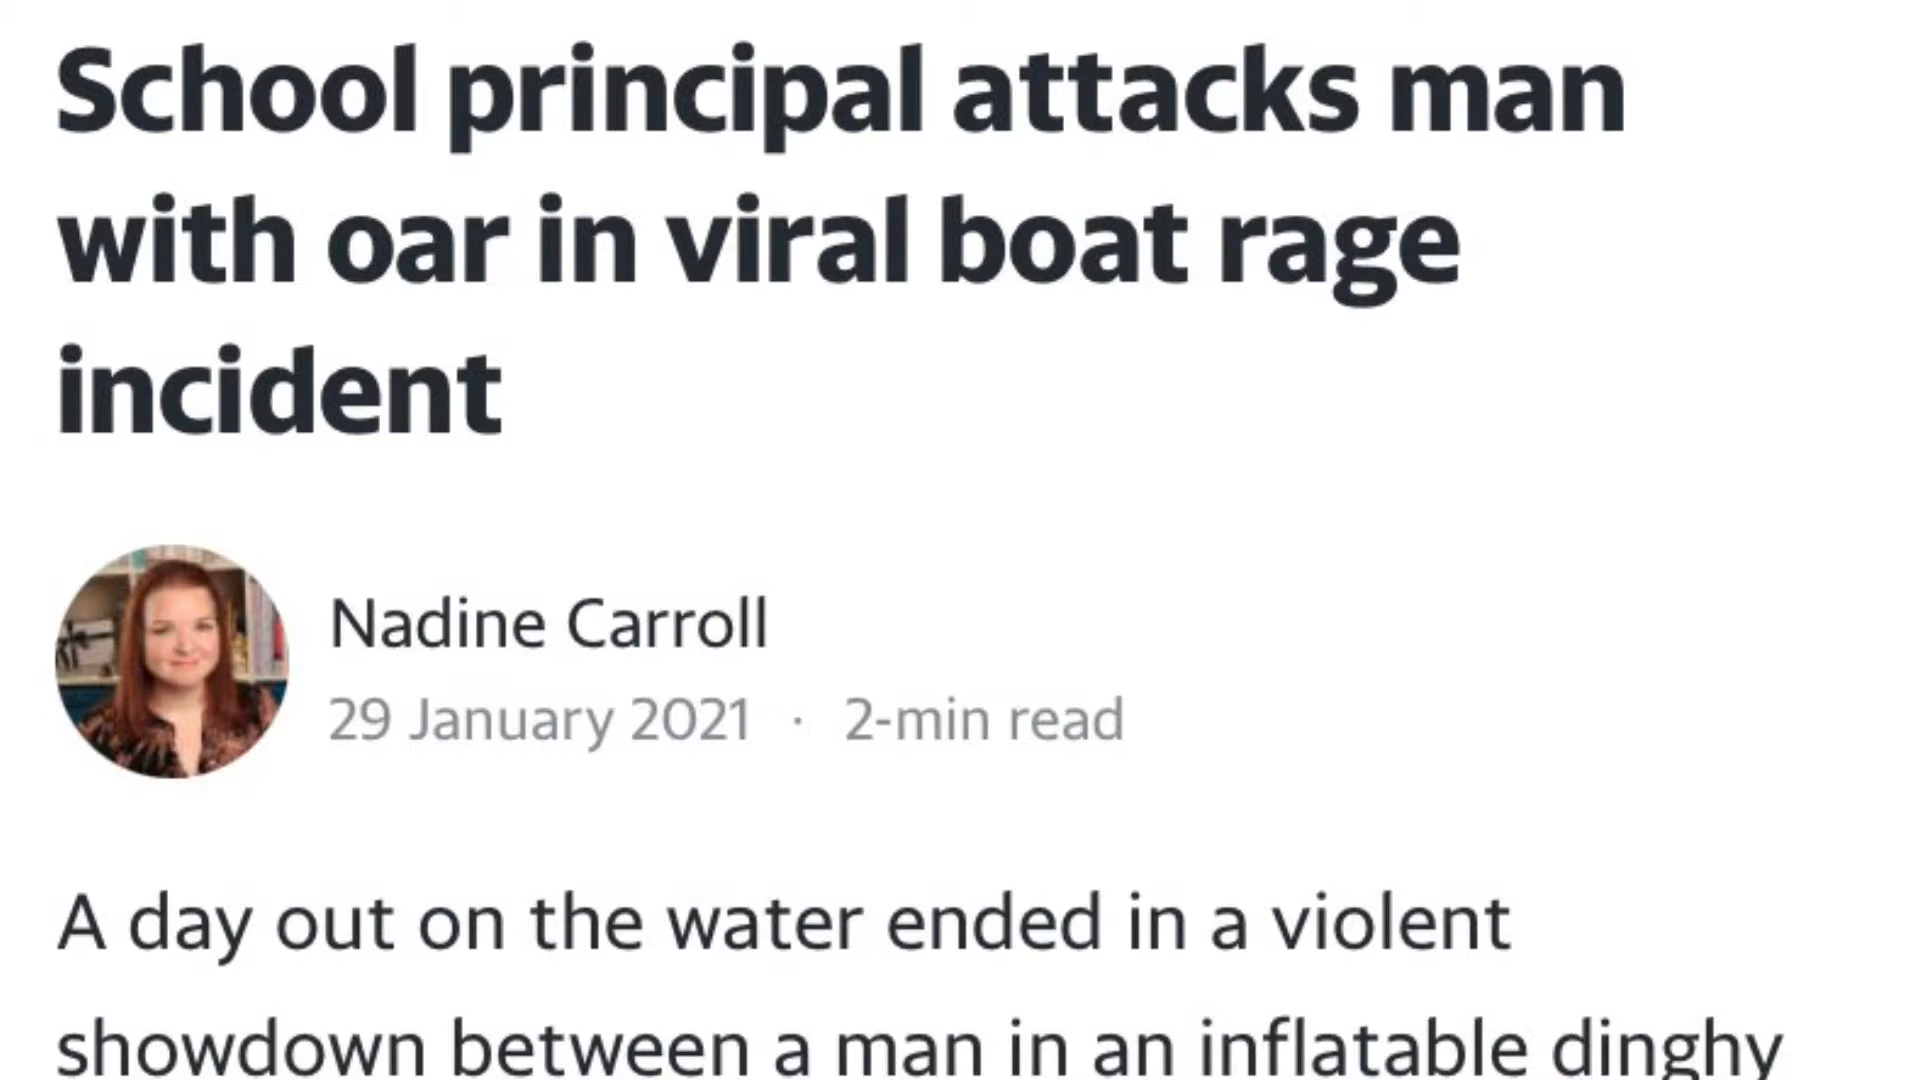 School principal attacks man
with oar in viral boat rage
incident
Nadine Carroll
29 January 2021 · 2-min read
A day out on the water ended in a violent
showdown between a man in an inflatable dinghy